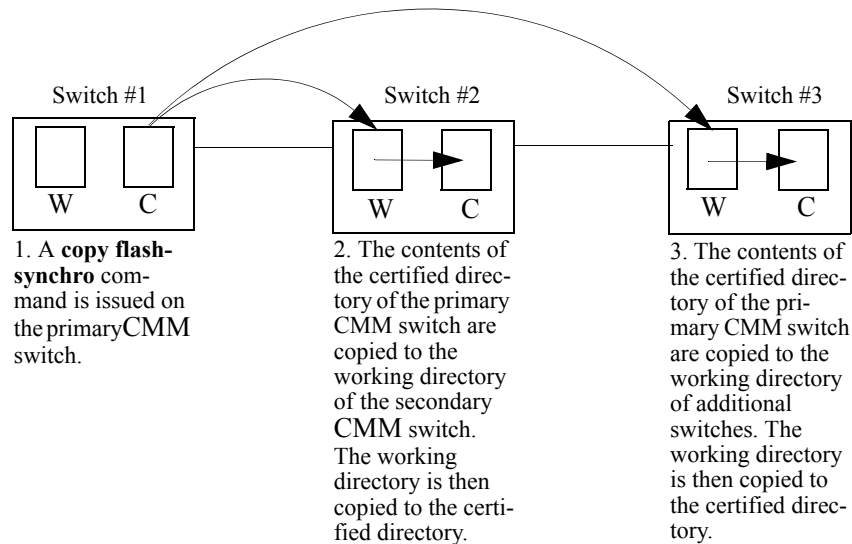 Switch #1
Switch #2
Switch #3
W
C
W
C
W
C
1. A copy flash-
synchro com-
mand is issued on
the primaryCMM
switch.
2. The contents of
the certified direc-
tory of the primary
CMM switch are
copied to the
working directory
of the secondary
CMM switch.
The working
directory is then
copied to the certi-
fied directory.
3. The contents of
the certified direc-
tory of the pri-
mary CMM switch
are copied to the
working directory
of additional
switches. The
working directory
is then copied to
the certified direc-
tory.